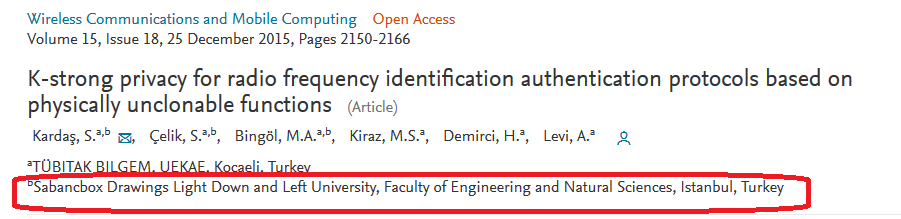 Wireless Communications and Mobile Computing Open Access
Volume 15, Issue 18, 25 December 2015, Pages 2150-2166
K-strong privacy for radio frequency identification authentication protocols based on
physically unclonable functions (Article)
Kardaş, S.a,b, Çelik, S.a,b, Bingöl, M.A.a,b, Kiraz, M.S.a, Demirci, H.a, Levi, A.a
aTÜBITAK BILGEM, UEKAE, Kocaeli, Turkey
bSabancbox Drawings Light Down and Left University, Faculty of Engineering and Natural Sciences, Istanbul, Turkey